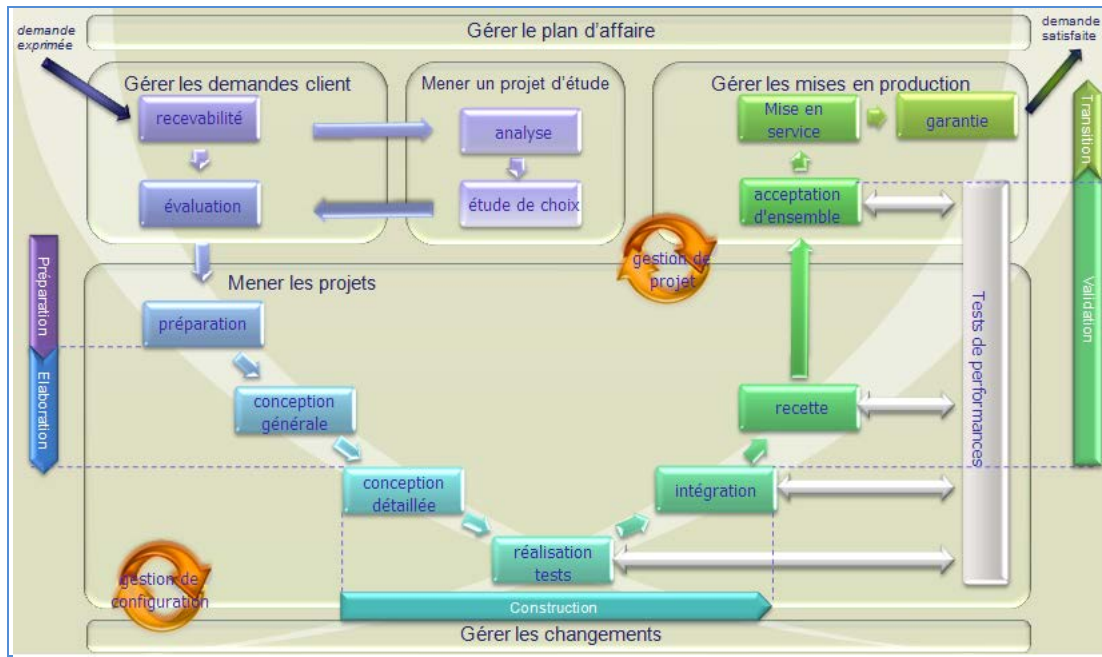 Gérer le plan d'affaire
demande
exprimée
demande
satisfaite
Gérer les demandes client
recevabilité
évaluation
Mener un projet d'étude
analyse
étude de choix
Gérer les mises en production
Mise en
service
garantie
acceptation
d'ensemble
Transition
Validation
gestion de
projet
Préparation
Elaboration
Mener les projets
préparation
conception
générale
conception
détaillée
réalisation
tests
intégration
recette
Tests de performances
gestion de
configuration
Construction
Gérer les changements